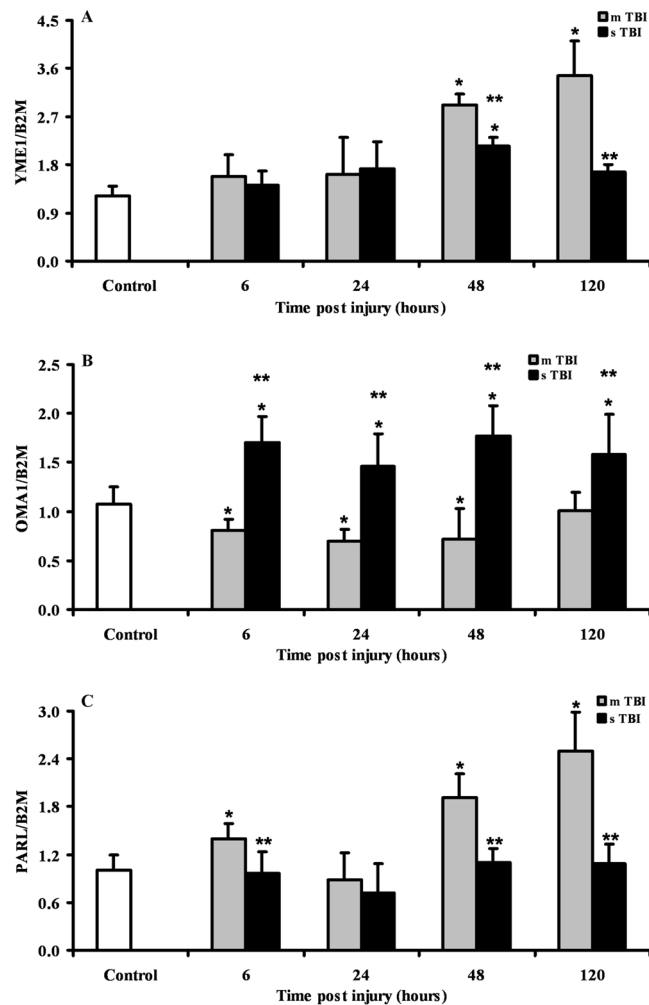 A
m TBI
s TBI
YME1/B2M
4.5
3.6
2.7
1.8
0.9
0.0
* ** * * **
Control 6 24 48 120
Time post injury (hours)
B
m TBI
s TBI
OMA1/B2M
2.5
2.0
1.5
1.0
0.5
0.0
** ** ** **
* * * *
* * *
Control 6 24 48 120
Time post injury (hours)
C
m TBI
s TBI
PARL/B2M
3.0
2.4
1.8
1.2
0.6
0.0
* ** * ** * **
Control 6 24 48 120
Time post injury (hours)